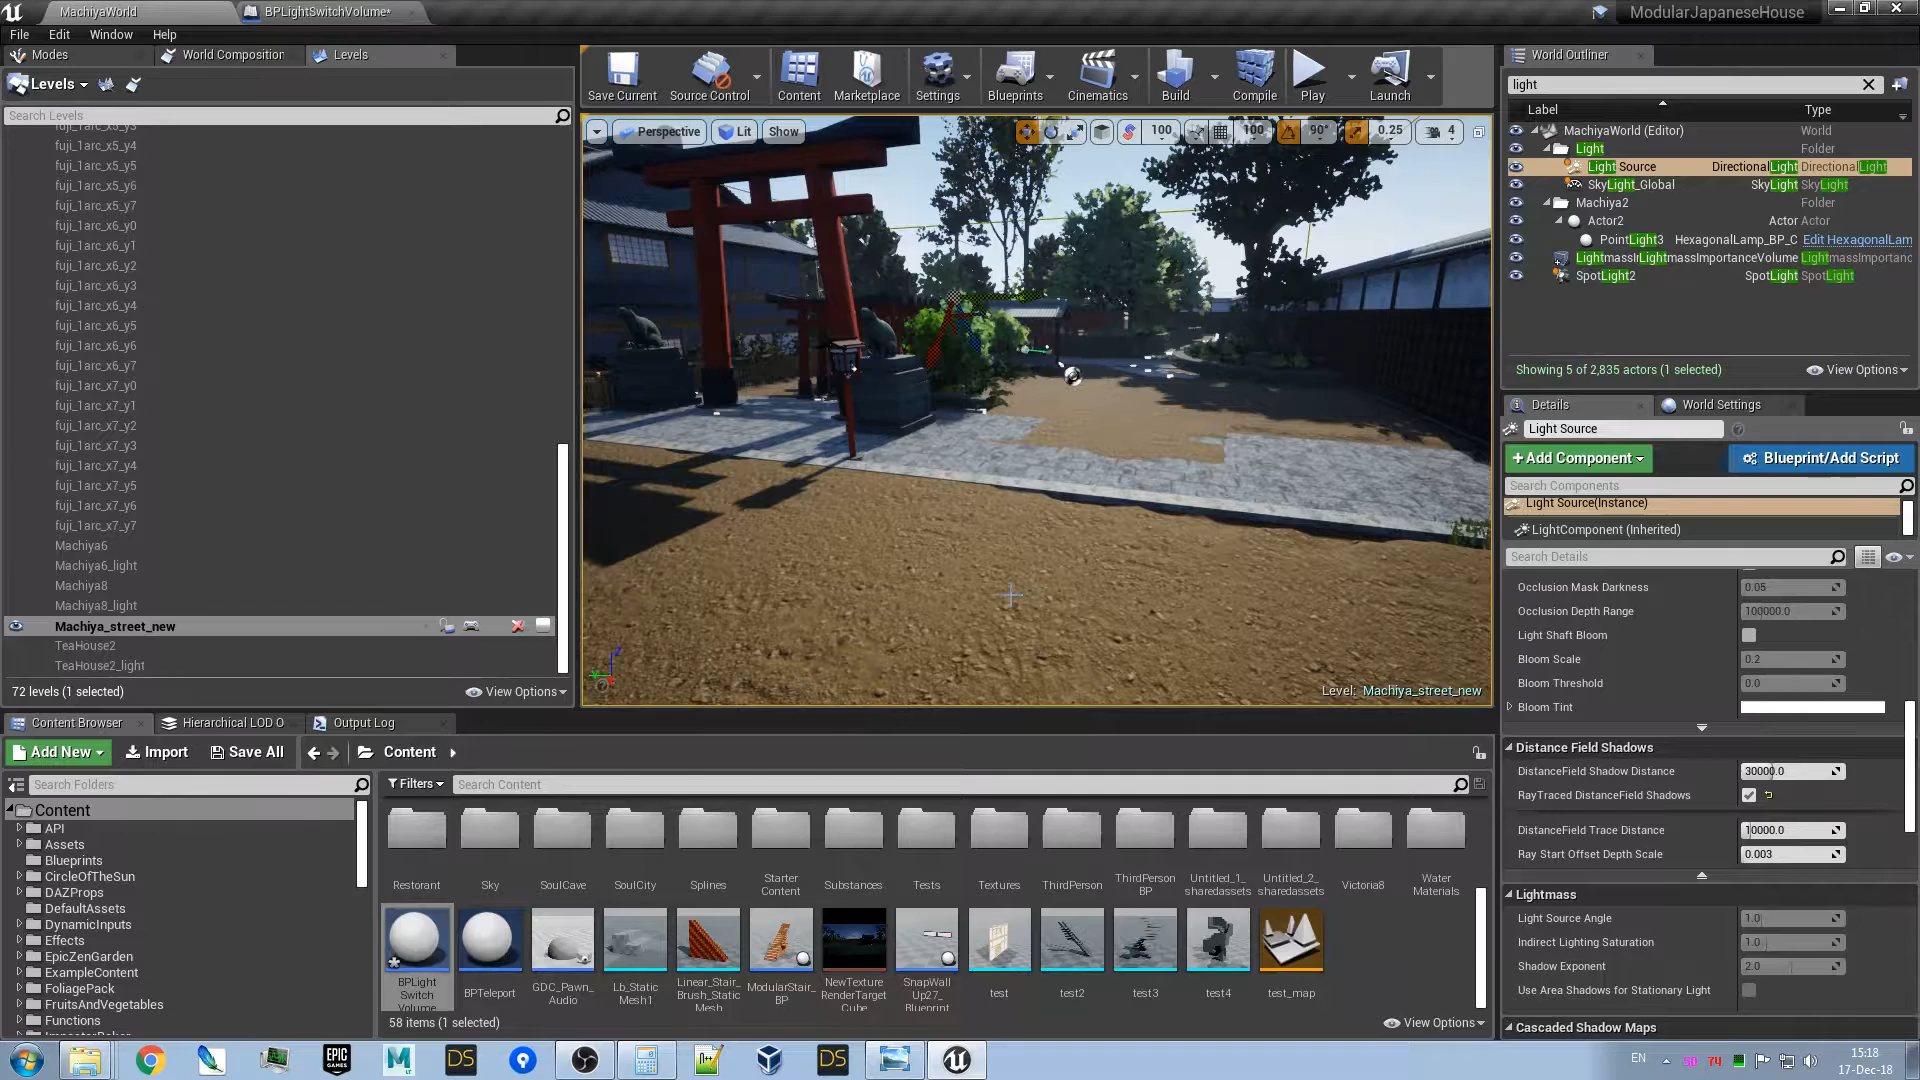 MachiyaWorld
BPLightSwitchVolume*
ModularJapaneseHouse
File Edit Window Help
Modes
World Composition
Levels
Levels
Search Levels
fuji_1arc_x5_y3
fuji_1arc_x5_y4
fuji_1arc_x5_y5
fuji_1arc_x5_y6
fuji_1arc_x5_y7
fuji_1arc_x6_y0
fuji_1arc_x6_y1
fuji_1arc_x6_y2
fuji_1arc_x6_y3
fuji_1arc_x6_y4
fuji_1arc_x6_y5
fuji_1arc_x6_y6
fuji_1arc_x6_y7
fuji_1arc_x7_y0
fuji_1arc_x7_y1
fuji_1arc_x7_y2
fuji_1arc_x7_y3
fuji_1arc_x7_y4
fuji_1arc_x7_y5
fuji_1arc_x7_y6
fuji_1arc_x7_y7
Machiya6
Machiya6_light
Machiya8
Machiya8_light
Machiya_street_new
TeaHouse2
TeaHouse2_light
72 levels (1 selected)
View Options
Save Current
Source Control
Content
Marketplace
Settings
Blueprints
Cinematics
Build
Compile
Play
Launch
Perspective
Lit
Show
100
100
90°
0.25
4
Level: Machiya_street_new
World Outliner
light
Label Type
MachiyaWorld (Editor) World
Light Folder
Light Source DirectionalLight DirectionalLight
SkyLight_Global SkyLight SkyLight
Machiya2 Folder
Actor2 Actor Actor
PointLight3 HexagonalLamp_BP_C Edit HexagonalLam
LightmassIrLightmassImportanceVolume Lightmassimportanc
SpotLight2 SpotLight SpotLight
Showing 5 of 2,835 actors (1 selected)
View Options
Details
World Settings
Light Source
Add Component
Blueprint/Add Script
Search Components
Light Source(Instance)
LightComponent (Inherited)
Search Details
Occlusion Mask Darkness 0.05
Occlusion Depth Range 100000.0
Light Shaft Bloom
Bloom Scale 0.2
Bloom Threshold 0.0
Bloom Tint
Distance Field Shadows
DistanceField Shadow Distance 30000.0
RayTraced DistanceField Shadows
DistanceField Trace Distance 10000.0
Ray Start Offset Depth Scale 0.003
Lightmass
Light Source Angle 1.0
Indirect Lighting Saturation 1.0
Shadow Exponent 2.0
Use Area Shadows for Stationary Light
Cascaded Shadow Maps
Content Browser
Hierarchical LOD O
Output Log
Add New
Import
Save All
Content
Search Folders
Filters
Search Content
Content
API
Assets
Blueprints
CircleOfTheSun
DAZProps
DefaultAssets
DynamicInputs
Effects
EpicZenGarden
ExampleContent
FoliagePack
FruitsAndVegetables
Functions
Restorant
Sky
SoulCave
SoulCity
Splines
Starter
Content
Substances
Tests
Textures
ThirdPerson
ThirdPerson
BP
Untitled_1_
sharedassets
Untitled_2_
sharedassets
Victoria8
Water
Materials
BPLight
Switch
Volume
BPTeleport
GDC_Pawn_
Audio
Lb_Static
Mesh1
Linear_Stair_
Brush_Static
Mesh
ModularStair_
BP
NewTexture
RenderTarget
Cube
SnapWall
Up27_
Blueprint
test
test2
test3
test4
test_map
58 items (1 selected)
View Options
EPIC
GAMES
M
LT
DS
DS
EN
50
74
15:18
17-Dec-18